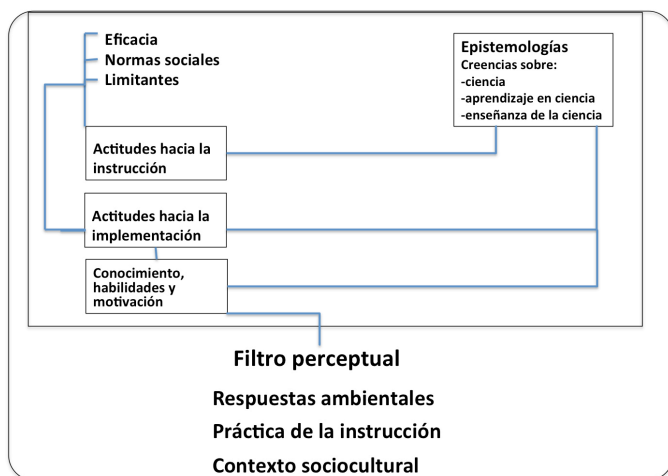 Eficacia
Normas sociales
Limitantes
Epistemologías
Creencias sobre:
-ciencia
-aprendizaje en ciencia
-enseñanza de la ciencia
Actitudes hacia la
instrucción
Actitudes hacia la
implementación
Conocimiento,
habilidades y
motivación
Filtro perceptual
Respuestas ambientales
Práctica de la instrucción
Contexto sociocultural